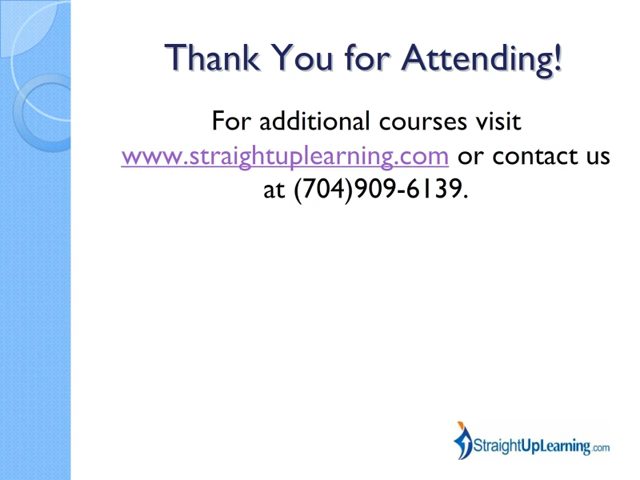 Thank You for Attending!
For additional courses visit
www.straightuplearning.com or contact us
at (704)909-6139.
StraightUpLearning.com